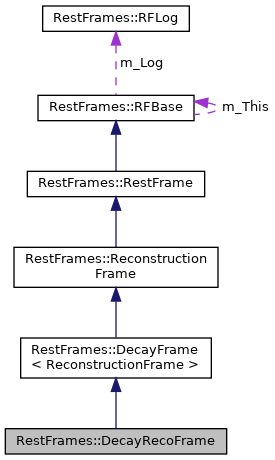 RestFrames::RFLog
m_Log
RestFrames::RFBase
m_This
RestFrames::RestFrame
RestFrames::Reconstruction
Frame
RestFrames::DecayFrame
< ReconstructionFrame >
RestFrames::DecayRecoFrame